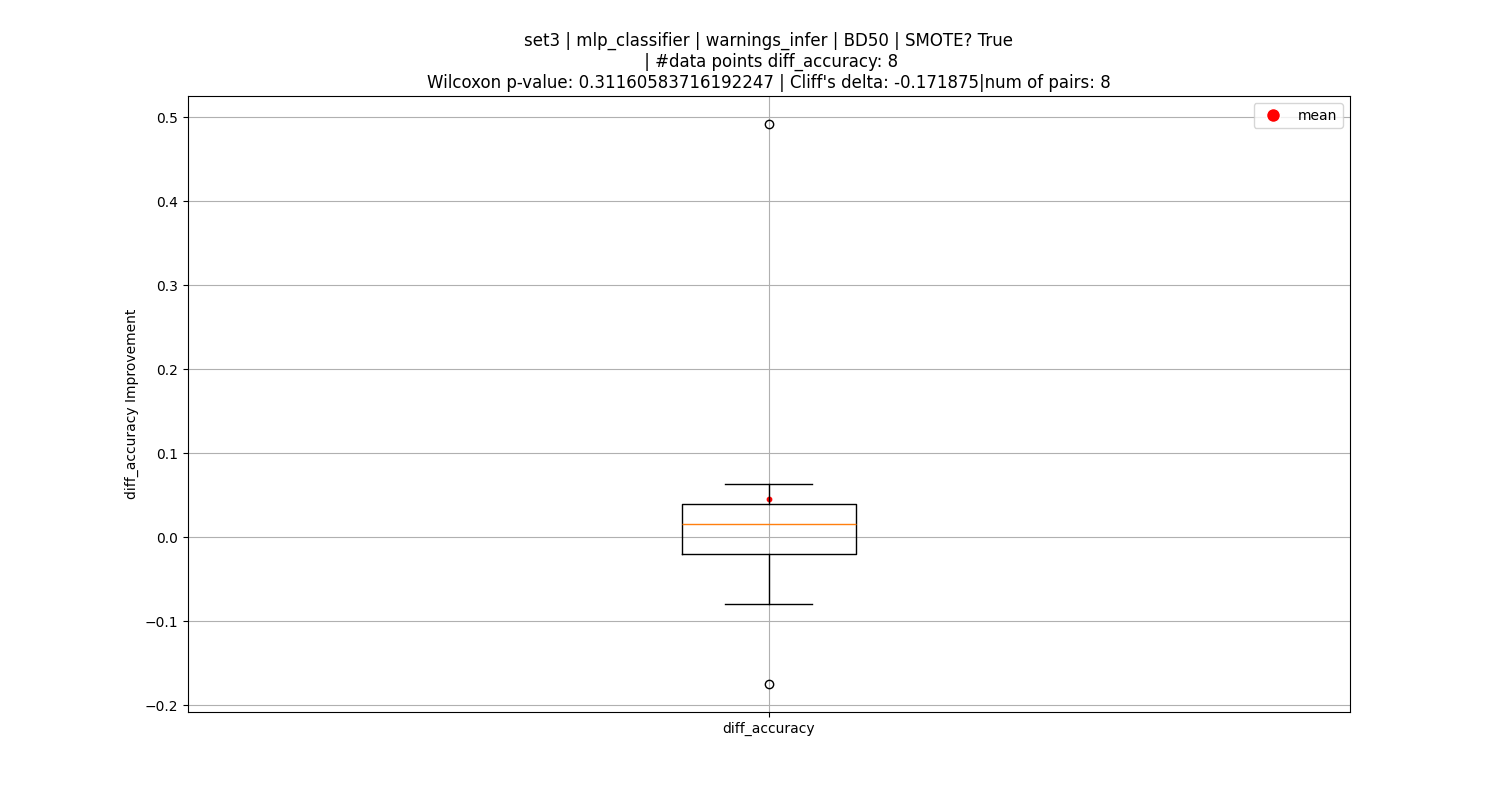 set3 | mlp_classifier | warnings_infer | BD50 | SMOTE? True
| #data points diff_accuracy: 8
Wilcoxon p-value: 0.31160583716192247 | Cliff's delta: -0.171875|num of pairs: 8
mean
0.5
0.4
0.3
0.2
0.1
0.0
−0.1
−0.2
diff_accuracy Improvement
diff_accuracy